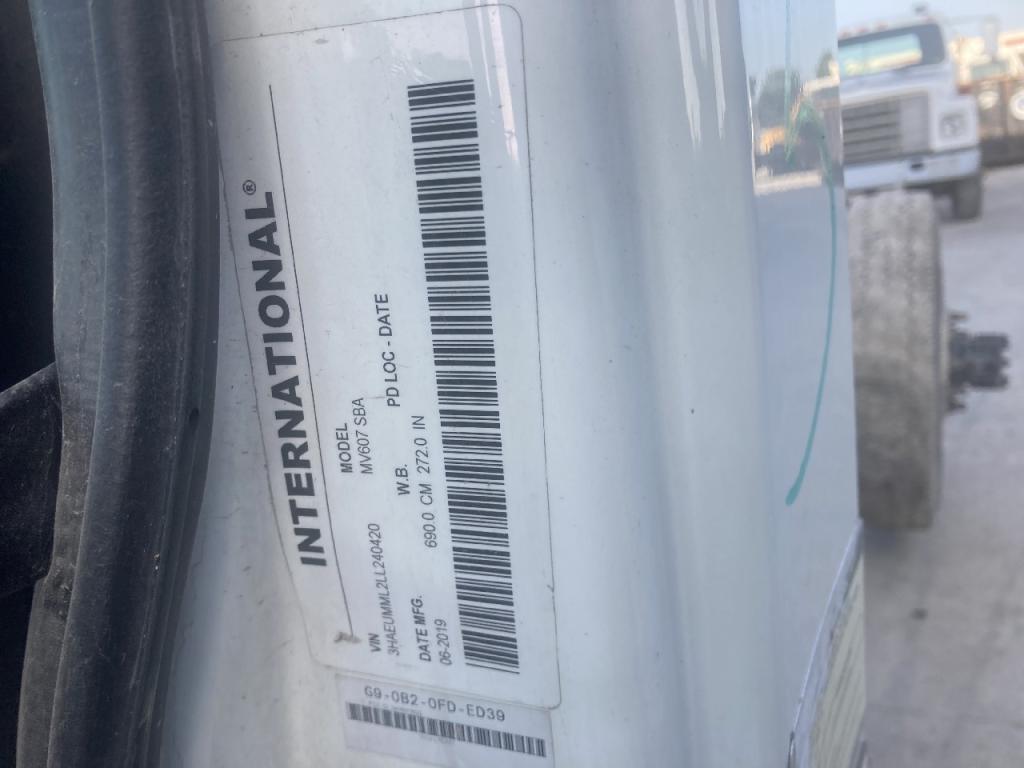 INTERNATIONAL®
VIN MODEL
3HAEUMML2LL240420 MV607 SBA
DATE MFG. W.B. PD LOC - DATE
06-2019 690.0 CM 272.0 IN
G9-0B2-0FD-ED39